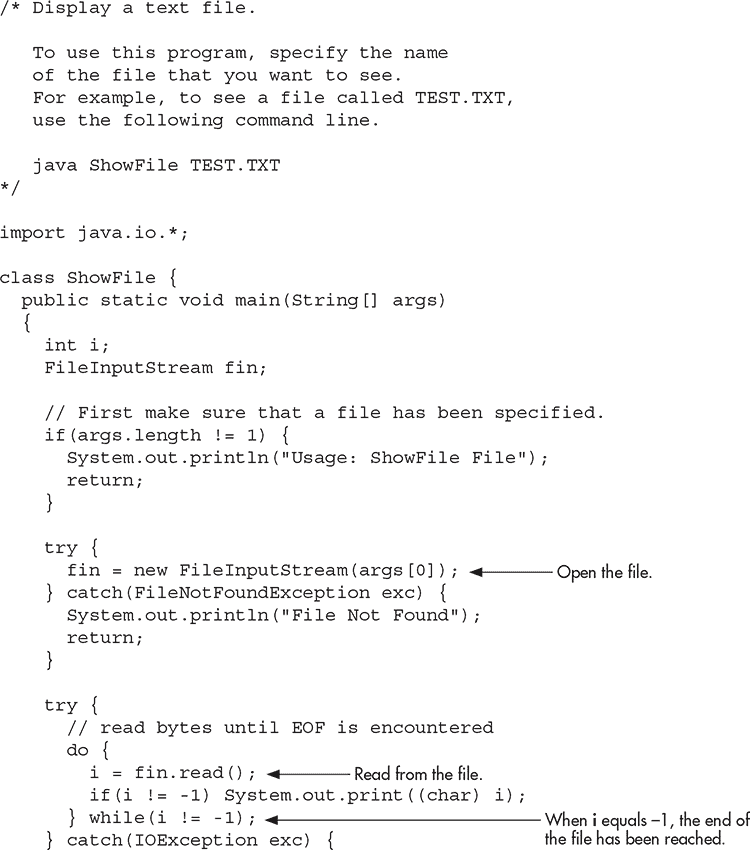 /* Display a text file.
To use this program, specify the name
of the file that you want to see.
For example, to see a file called TEST.TXT,
use the following command line.
java ShowFile TEST.TXT
*/
import java.io.*;
class ShowFile {
public static void main(String[] args)
{
int i;
FileInputStream fin;
// First make sure that a file has been specified.
if(args.length != 1) {
System.out.println("Usage: ShowFile File");
return;
}
try {
fin = new FileInputStream(args[0]); Open the file.
} catch(FileNotFoundException exc) {
System.out.println("File Not Found");
return;
}
try {
// read bytes until EOF is encountered
do {
i = fin.read(); Read from the file.
if(i != -1) System.out.print((char) i);
} while(i != -1); When i equals –1, the end of
} catch(IOException exc) { the file has been reached.